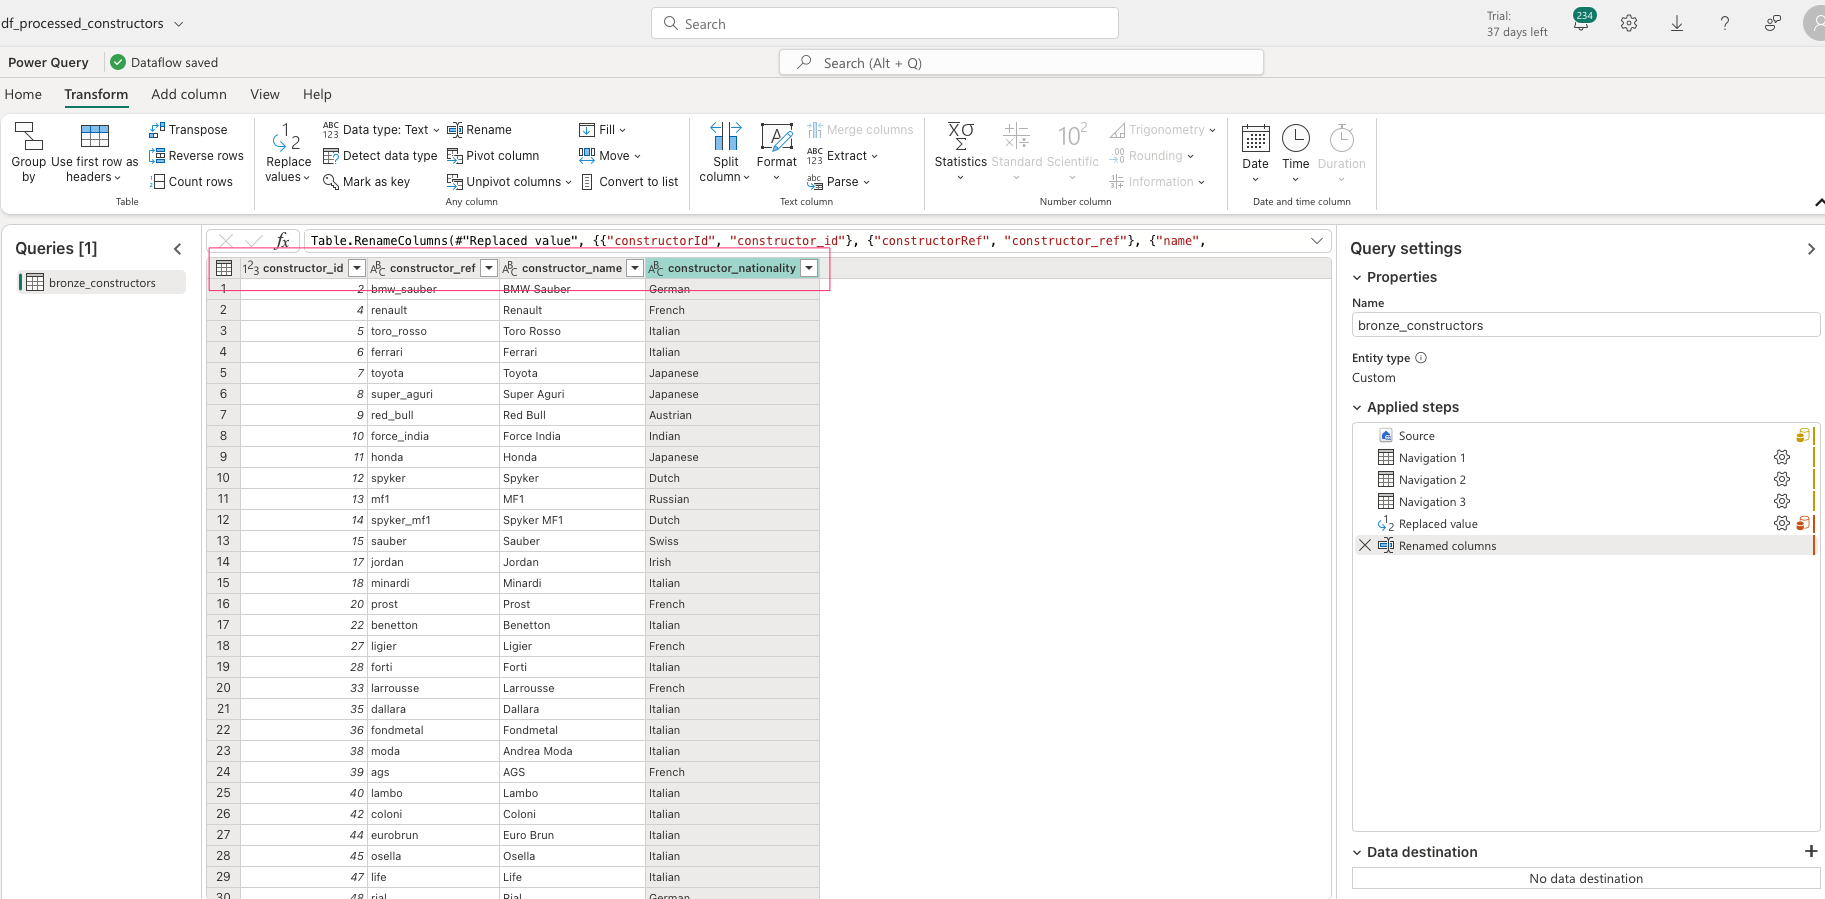 df_processed_constructors
Search
Trial:
37 days left
234
Power Query
Dataflow saved
Search (Alt + Q)
Home
Transform
Add column
View
Help
Group by
Use first row as headers
Transpose
Reverse rows
Count rows
Table
Replace values
Data type: Text
Detect data type
Mark as key
Rename
Pivot column
Unpivot columns
Fill
Move
Convert to list
Any column
Split column
Format
Merge columns
Extract
Parse
Text column
Statistics
Standard
Scientific
Trigonometry
Rounding
Information
Number column
Date
Time
Duration
Date and time column
Queries [1]
bronze_constructors
fx
Table.RenameColumns(#"Replaced value", {{"constructorId", "constructor_id"}, {"constructorRef", "constructor_ref"}, {"name",
constructor_id constructor_ref constructor_name constructor_nationality
1 2 bmw_sauber BMW Sauber German
2 4 renault Renault French
3 5 toro_rosso Toro Rosso Italian
4 6 ferrari Ferrari Italian
5 7 toyota Toyota Japanese
6 8 super_aguri Super Aguri Japanese
7 9 red_bull Red Bull Austrian
8 10 force_india Force India Indian
9 11 honda Honda Japanese
10 12 spyker Spyker Dutch
11 13 mf1 MF1 Russian
12 14 spyker_mf1 Spyker MF1 Dutch
13 15 sauber Sauber Swiss
14 17 jordan Jordan Irish
15 18 minardi Minardi Italian
16 20 prost Prost French
17 22 benetton Benetton Italian
18 27 ligier Ligier French
19 28 forti Forti Italian
20 33 larrousse Larrousse French
21 35 dallara Dallara Italian
22 36 fondmetal Fondmetal Italian
23 38 moda Andrea Moda Italian
24 39 ags AGS French
25 40 lambo Lambo Italian
26 42 coloni Coloni Italian
27 44 eurobrun Euro Brun Italian
28 45 osella Osella Italian
29 47 life Life Italian
30 48 rial Rial German
Query settings
Properties
Name
bronze_constructors
Entity type
Custom
Applied steps
Source
Navigation 1
Navigation 2
Navigation 3
Replaced value
Renamed columns
Data destination
No data destination